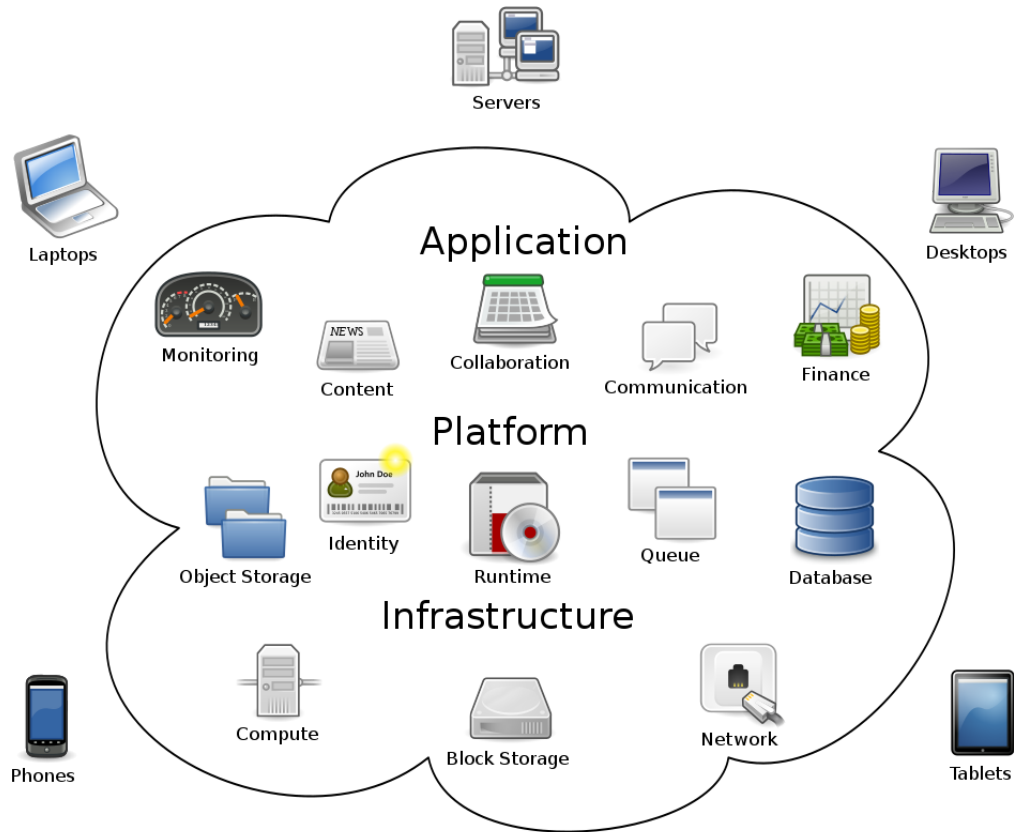 Servers
Laptops
Desktops
Application
Monitoring
NEWS
Content
Collaboration
Communication
Finance
Platform
John Doe
Object Storage
Identity
Runtime
Queue
Database
Infrastructure
Compute
Block Storage
Network
Phones
Tablets